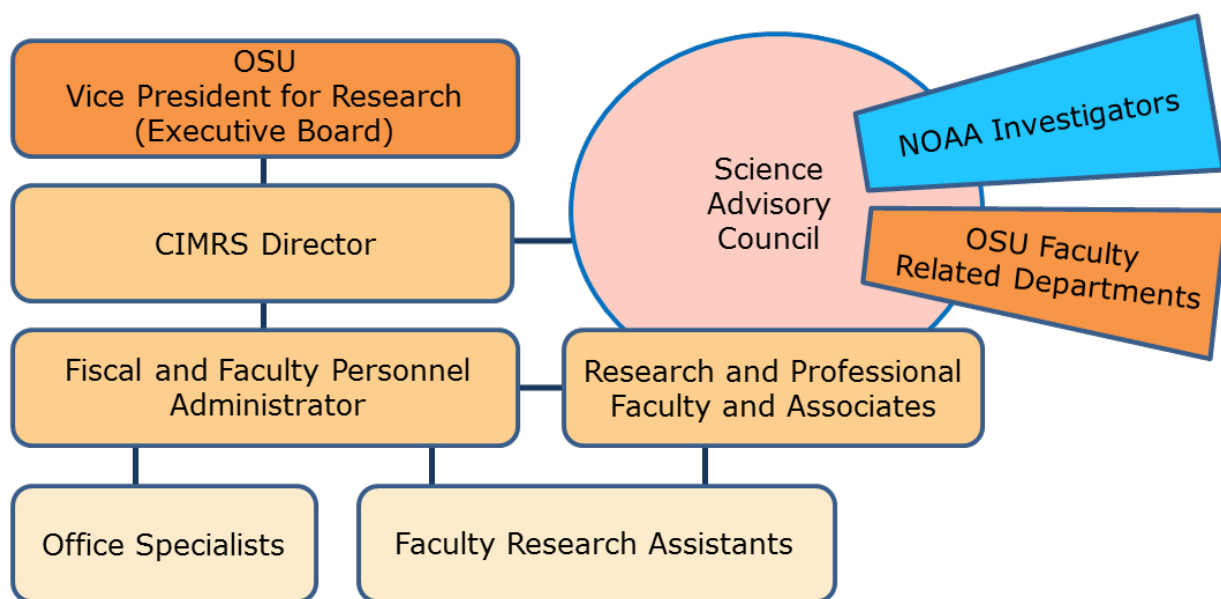 OSU
Vice President for Research
(Executive Board)
CIMRS Director
Science
Advisory
Council
NOAA Investigators
OSU Faculty
Related Departments
Fiscal and Faculty Personnel
Administrator
Research and Professional
Faculty and Associates
Office Specialists
Faculty Research Assistants